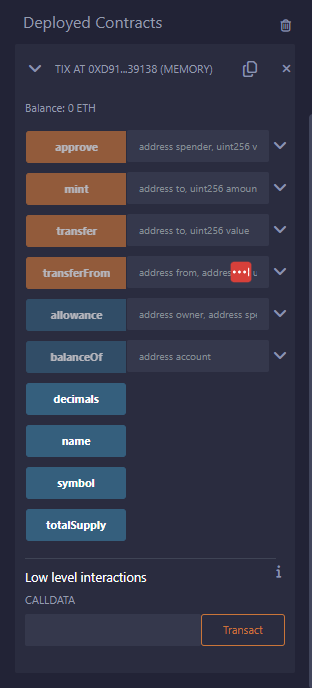 Deployed Contracts
TIX AT 0XD91...39138 (MEMORY)
Balance: 0 ETH
approve address spender, uint256 v
mint address to, uint256 amoun
transfer address to, uint256 value
transferFrom address from, addres u
allowance address owner, address spe
balanceOf address account
decimals
name
symbol
totalSupply
Low level interactions
CALLDATA
Transact